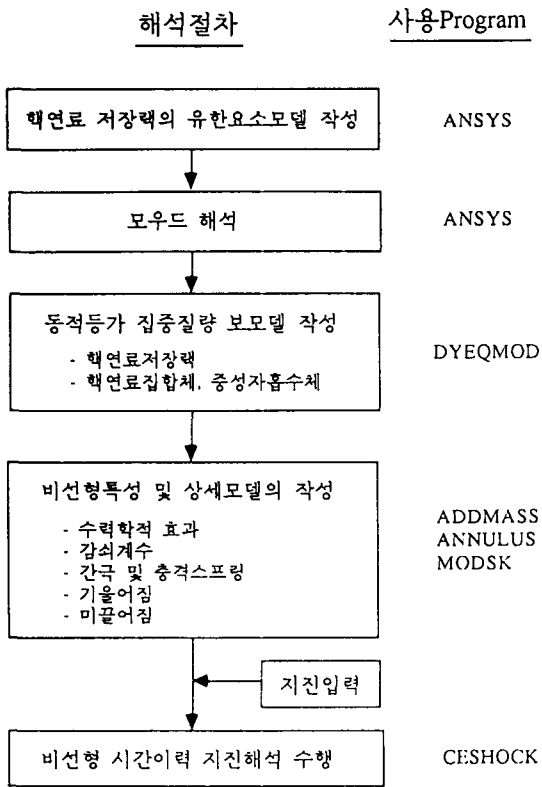 해석절차
사용Program
핵연료 저장랙의 유한요소모델 작성
ANSYS
모우드 해석
ANSYS
동적등가 집중질량 보모델 작성
- 핵연료저장랙
- 핵연료집합체, 중성자흡수체
DYEQMOD
비선형특성 및 상세모델의 작성
- 수력학적 효과
- 감쇠계수
- 간극 및 충격스프링
- 기울어짐
- 미끌어짐
ADDMASS
ANNULUS
MODSK
지진입력
비선형 시간이력 지진해석 수행
CESHOCK